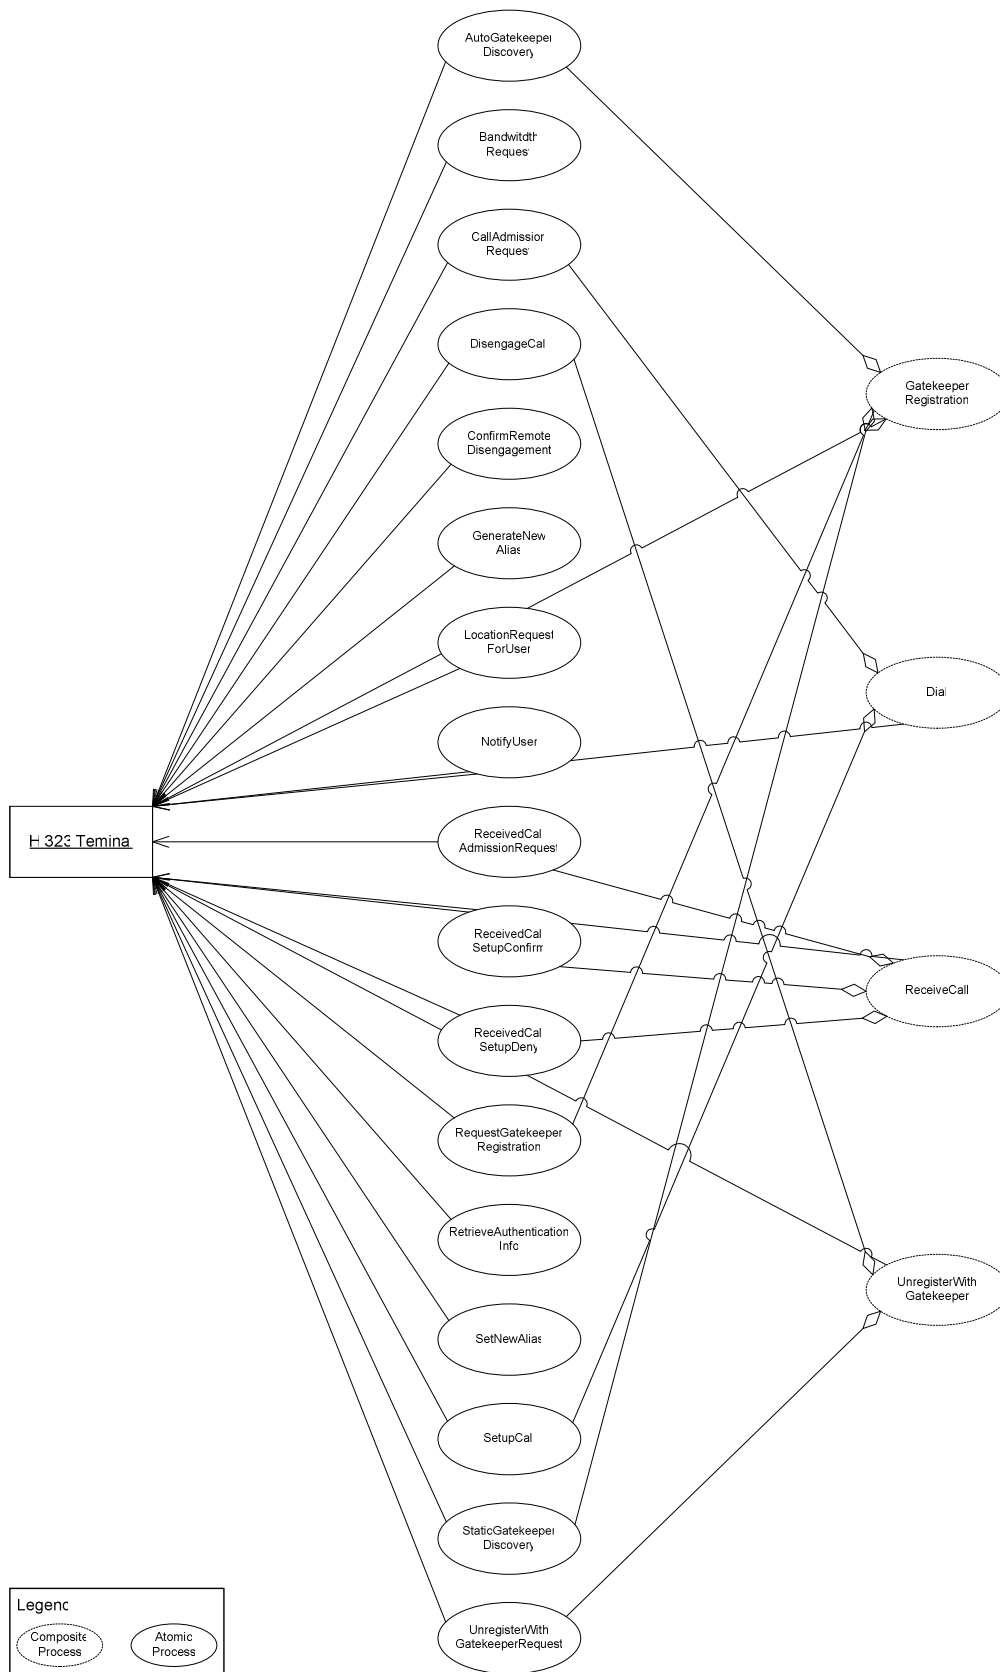 AutoGatekeeper
Discovery
Bandwitdth
Request
CallAdmission
Request
DisengageCall
ConfirmRemote
Disengagement
GenerateNew
Alias
LocationRequest
ForUser
NotifyUser
ReceivedCall
AdmissionRequest
ReceivedCall
SetupConfirm
ReceivedCall
SetupDeny
RequestGatekeeper
Registration
RetrieveAuthentication
Info
SetNewAlias
SetupCall
StaticGatekeeper
Discovery
UnregisterWith
GatekeeperRequest
Gatekeeper
Registration
Dial
ReceiveCall
UnregisterWith
Gatekeeper
H 323 Teminal
Legend
Composite
Process
Atomic
Process